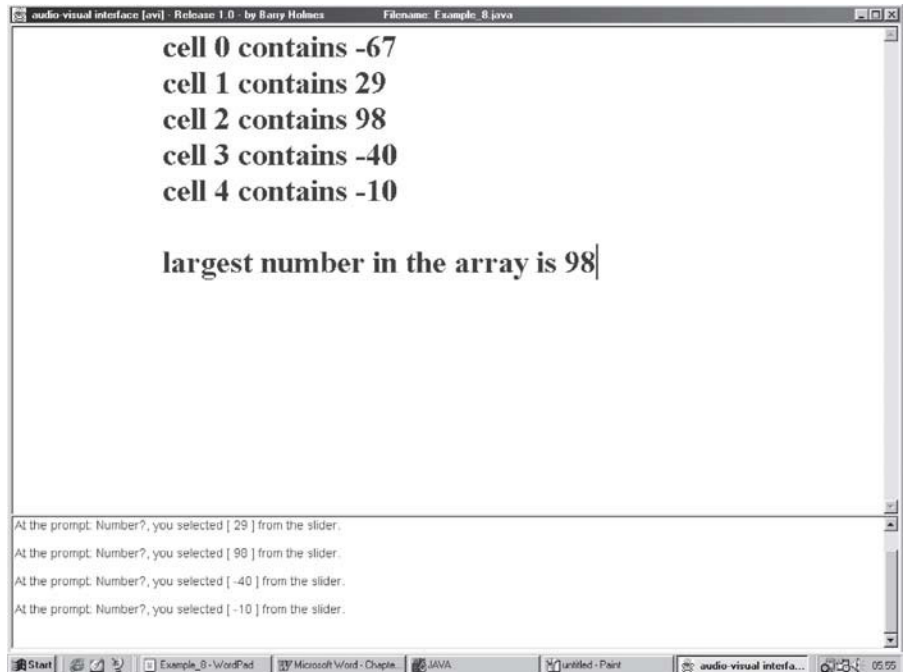 audio-visual interface [avi] - Release 1.0 - by Barry Holmes Filename: Example_8.java
cell 0 contains -67
cell 1 contains 29
cell 2 contains 98
cell 3 contains -40
cell 4 contains -10
largest number in the array is 98
At the prompt: Number?, you selected [ 29 ] from the slider.
At the prompt: Number?, you selected [ 98 ] from the slider.
At the prompt: Number?, you selected [ -40 ] from the slider.
At the prompt: Number?, you selected [ -10 ] from the slider.
Start Example_8 - WordPad Microsoft Word - Chapte... JAVA untitled - Paint audio-visual interfa... 05:55